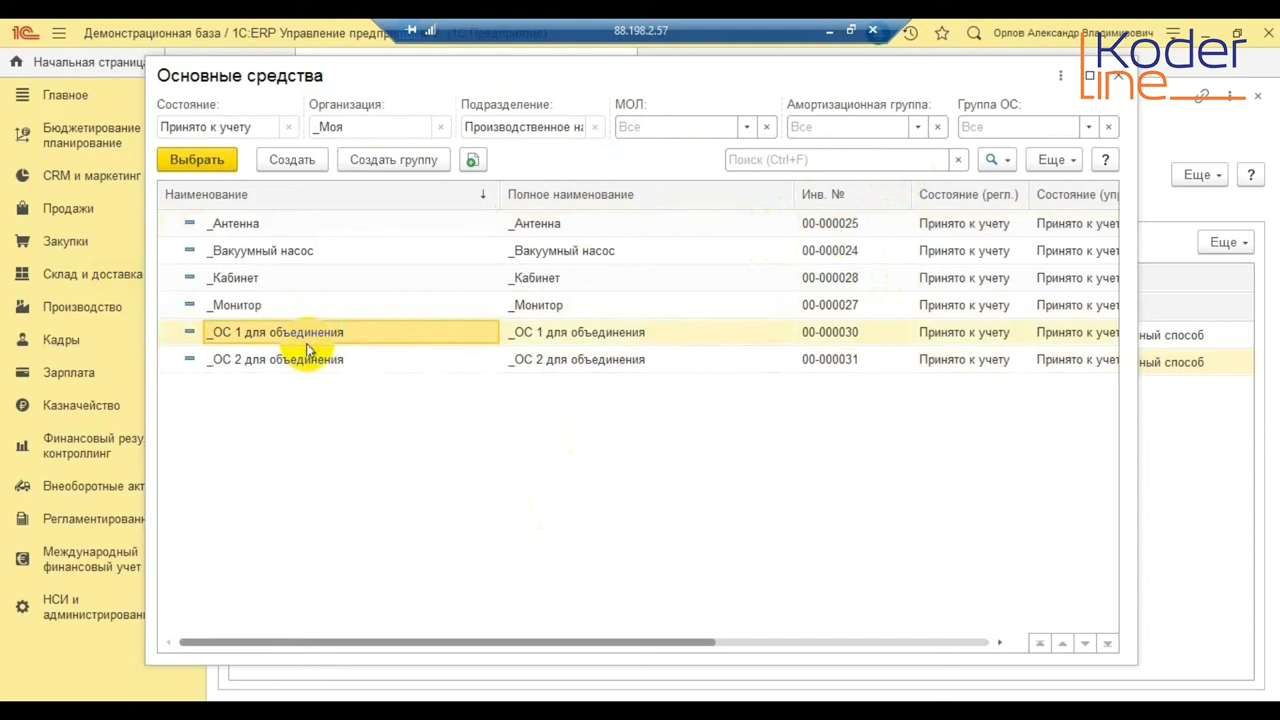 Демонстрационная база / 1С:ERP Управление предпр
(1С:Предприятие)
88.198.2.57
Орлов Александр Владимирович
Koder
line
Начальная страница
Главное
Бюджетирование
планирование
CRM и маркетинг
Продажи
Закупки
Склад и доставка
Производство
Кадры
Зарплата
Казначейство
Финансовый резу
контроллинг
Внеоборотные акт
Регламентирован
Международный
финансовый учет
НСИ и
администрирован
Основные средства
Состояние: Организация: Подразделение: МОЛ: Амортизационная группа: Группа ОС:
Принято к учету _Моя Производственное на Все Все Все
Выбрать Создать Создать группу Поиск (Ctrl+F) Еще ?
Наименование Полное наименование Инв. № Состояние (регл.) Состояние (упр
_Антенна _Антенна 00-000025 Принято к учету Принято к учет
_Вакуумный насос _Вакуумный насос 00-000024 Принято к учету Принято к учет
_Кабинет _Кабинет 00-000028 Принято к учету Принято к учет
_Монитор _Монитор 00-000027 Принято к учету Принято к учет
_ОС 1 для объединения _ОС 1 для объединения 00-000030 Принято к учету Принято к учет
_ОС 2 для объединения _ОС 2 для объединения 00-000031 Принято к учету Принято к учет
Еще ?
Еще
ный способ
ный способ